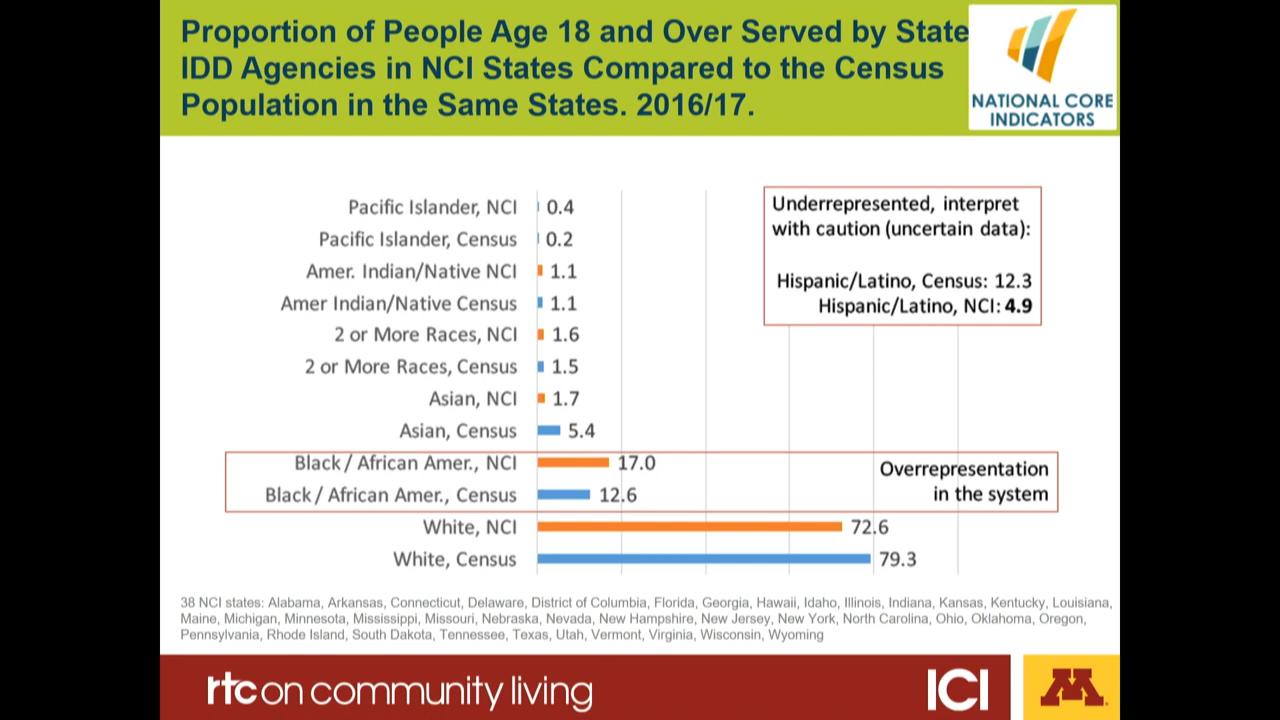 Proportion of People Age 18 and Over Served by State
IDD Agencies in NCI States Compared to the Census
Population in the Same States. 2016/17.
NATIONAL CORE
INDICATORS
Pacific Islander, NCI 0.4
Pacific Islander, Census 0.2
Amer. Indian/Native NCI 1.1
Amer Indian/Native Census 1.1
2 or More Races, NCI 1.6
2 or More Races, Census 1.5
Asian, NCI 1.7
Asian, Census 5.4
Black / African Amer., NCI 17.0
Black / African Amer., Census 12.6
White, NCI 72.6
White, Census 79.3
Underrepresented, interpret
with caution (uncertain data):
Hispanic/Latino, Census: 12.3
Hispanic/Latino, NCI: 4.9
Overrepresentation
in the system
38 NCI states: Alabama, Arkansas, Connecticut, Delaware, District of Columbia, Florida, Georgia, Hawaii, Idaho, Illinois, Indiana, Kansas, Kentucky, Louisiana,
Maine, Michigan, Minnesota, Mississippi, Missouri, Nebraska, Nevada, New Hampshire, New Jersey, New York, North Carolina, Ohio, Oklahoma, Oregon,
Pennsylvania, Rhode Island, South Dakota, Tennessee, Texas, Utah, Vermont, Virginia, Wisconsin, Wyoming
rtc on community living
ICI
M